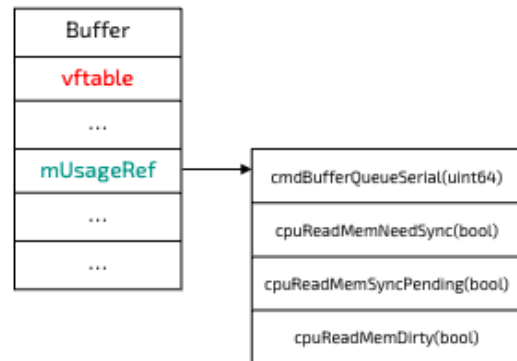 Buffer
vftable
...
mUsageRef
...
...
cmdBufferQueueSerial(uint64)
cpuReadMemNeedSync(bool)
cpuReadMemSyncPending(bool)
cpuReadMemDirty(bool)